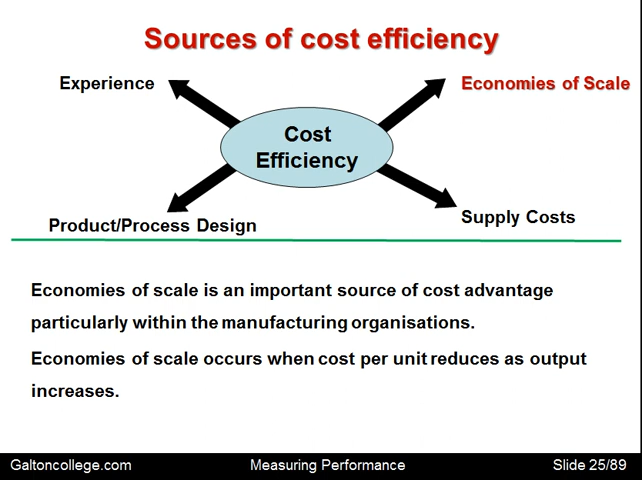 Sources of cost efficiency
Experience
Economies of Scale
Cost
Efficiency
Product/Process Design
Supply Costs
Economies of scale is an important source of cost advantage
particularly within the manufacturing organisations.
Economies of scale occurs when cost per unit reduces as output
increases.
Galtoncollege.com
Measuring Performance
Slide 25/89